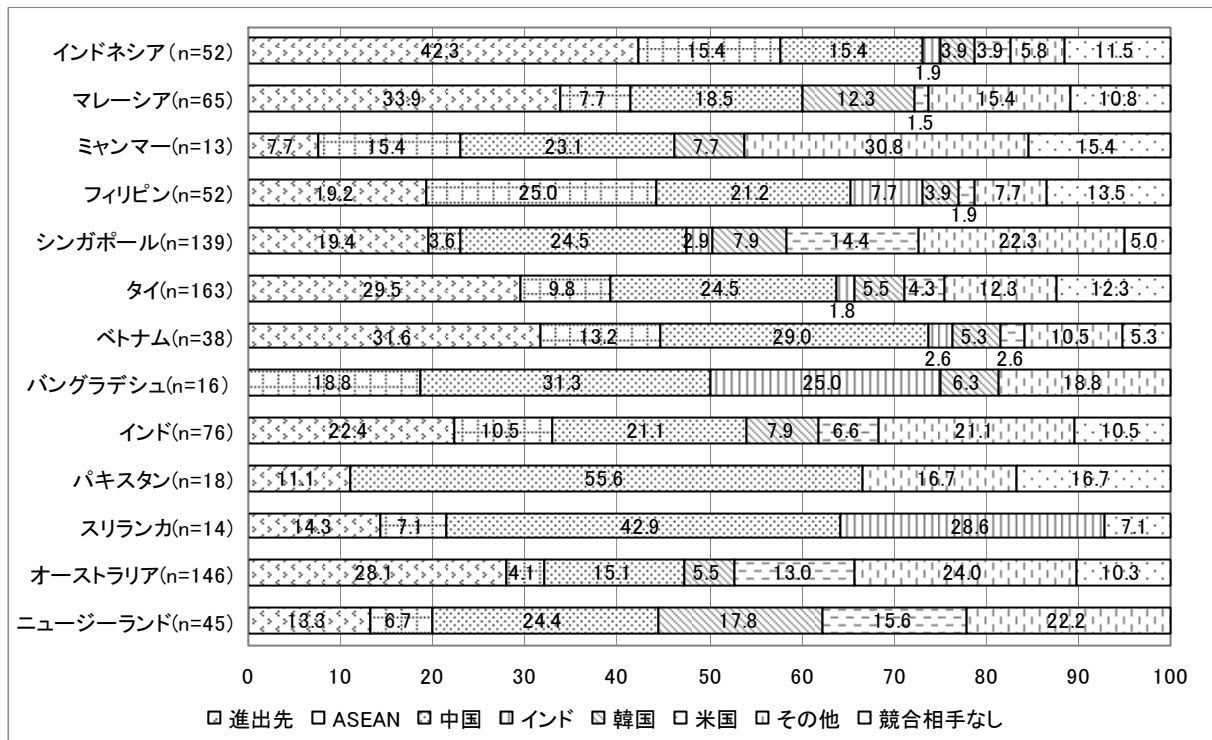 インドネシア(n=52) 42.3 15.4 15.4 3.9 3.9 5.8 11.5
1.9
マレーシア(n=65) 33.9 7.7 18.5 12.3 15.4 10.8
1.5
ミャンマー(n=13) 7.7 15.4 23.1 7.7 30.8 15.4
フィリピン(n=52) 19.2 25.0 21.2 7.7 3.9 7.7 13.5
1.9
シンガポール(n=139) 19.4 3.6 24.5 2.9 7.9 14.4 22.3 5.0
タイ(n=163) 29.5 9.8 24.5 5.5 4.3 12.3 12.3
1.8
ベトナム(n=38) 31.6 13.2 29.0 5.3 10.5 5.3
2.6 2.6
バングラデシュ(n=16) 18.8 31.3 25.0 6.3 18.8
インド(n=76) 22.4 10.5 21.1 7.9 6.6 21.1 10.5
パキスタン(n=18) 11.1 55.6 16.7 16.7
スリランカ(n=14) 14.3 7.1 42.9 28.6 7.1
オーストラリア(n=146) 28.1 4.1 15.1 5.5 13.0 24.0 10.3
ニュージーランド(n=45) 13.3 6.7 24.4 17.8 15.6 22.2
0 10 20 30 40 50 60 70 80 90 100
進出先 ASEAN 中国 インド 韓国 米国 その他 競合相手なし